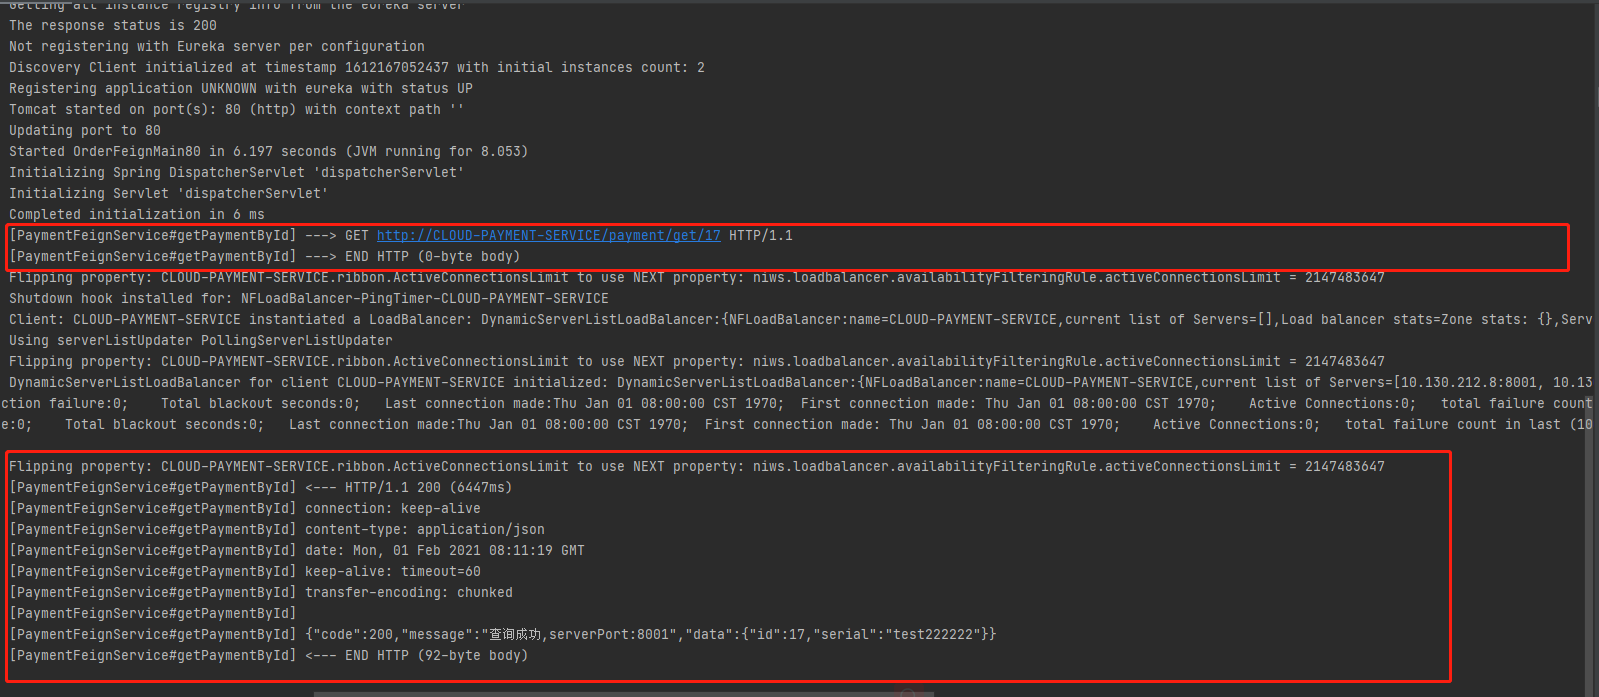 Getting all instance registry info from the eureka server
The response status is 200
Not registering with Eureka server per configuration
Discovery Client initialized at timestamp 1612167052437 with initial instances count: 2
Registering application UNKNOWN with eureka with status UP
Tomcat started on port(s): 80 (http) with context path ''
Updating port to 80
Started OrderFeignMain80 in 6.197 seconds (JVM running for 8.053)
Initializing Spring DispatcherServlet 'dispatcherServlet'
Initializing Servlet 'dispatcherServlet'
Completed initialization in 6 ms
[PaymentFeignService#getPaymentById] ---> GET http://CLOUD-PAYMENT-SERVICE/payment/get/17 HTTP/1.1
[PaymentFeignService#getPaymentById] ---> END HTTP (0-byte body)
Flipping property: CLOUD-PAYMENT-SERVICE.ribbon.ActiveConnectionsLimit to use NEXT property: niws.loadbalancer.availabilityFilteringRule.activeConnectionsLimit = 2147483647
Shutdown hook installed for: NFLoadBalancer-PingTimer-CLOUD-PAYMENT-SERVICE
Client: CLOUD-PAYMENT-SERVICE instantiated a LoadBalancer: DynamicServerListLoadBalancer:{NFLoadBalancer:name=CLOUD-PAYMENT-SERVICE,current list of Servers=[],Load balancer stats=Zone stats: {},Serv
Using serverListUpdater PollingServerListUpdater
Flipping property: CLOUD-PAYMENT-SERVICE.ribbon.ActiveConnectionsLimit to use NEXT property: niws.loadbalancer.availabilityFilteringRule.activeConnectionsLimit = 2147483647
DynamicServerListLoadBalancer for client CLOUD-PAYMENT-SERVICE initialized: DynamicServerListLoadBalancer:{NFLoadBalancer:name=CLOUD-PAYMENT-SERVICE,current list of Servers=[10.130.212.8:8001, 10.13
ction failure:0;    Total blackout seconds:0;   Last connection made:Thu Jan 01 08:00:00 CST 1970;  First connection made: Thu Jan 01 08:00:00 CST 1970;    Active Connections:0;   total failure count
e:0;    Total blackout seconds:0;   Last connection made:Thu Jan 01 08:00:00 CST 1970;  First connection made: Thu Jan 01 08:00:00 CST 1970;    Active Connections:0;   total failure count in last (10
Flipping property: CLOUD-PAYMENT-SERVICE.ribbon.ActiveConnectionsLimit to use NEXT property: niws.loadbalancer.availabilityFilteringRule.activeConnectionsLimit = 2147483647
[PaymentFeignService#getPaymentById] <--- HTTP/1.1 200 (6447ms)
[PaymentFeignService#getPaymentById] connection: keep-alive
[PaymentFeignService#getPaymentById] content-type: application/json
[PaymentFeignService#getPaymentById] date: Mon, 01 Feb 2021 08:11:19 GMT
[PaymentFeignService#getPaymentById] keep-alive: timeout=60
[PaymentFeignService#getPaymentById] transfer-encoding: chunked
[PaymentFeignService#getPaymentById]
[PaymentFeignService#getPaymentById] {"code":200,"message":"查询成功,serverPort:8001","data":{"id":17,"serial":"test222222"}}
[PaymentFeignService#getPaymentById] <--- END HTTP (92-byte body)